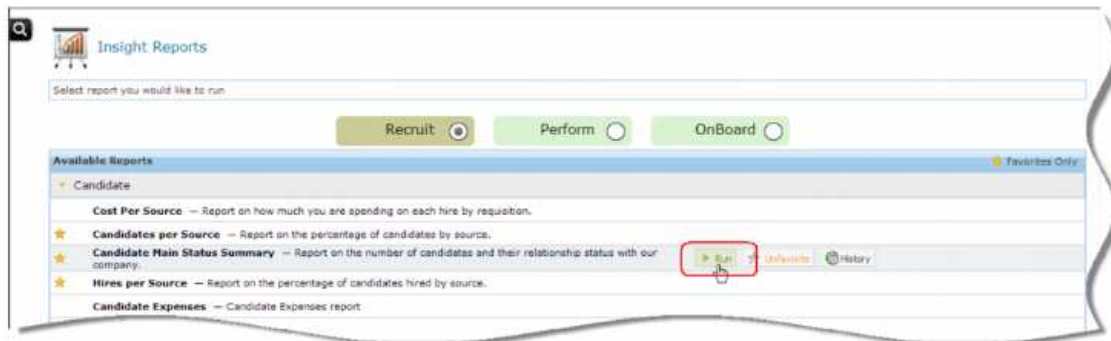 Insight Reports
Select report you would like to run
Recruit Perform OnBoard
Available Reports Favorites Only
Candidate
Cost Per Source — Report on how much you are spending on each hire by requisition.
Candidates per Source — Report on the percentage of candidates by source.
Candidate Main Status Summary — Report on the number of candidates and their relationship status with our
company.
Run Unfavorite History
Hires per Source — Report on the percentage of candidates hired by source.
Candidate Expenses — Candidate Expenses report